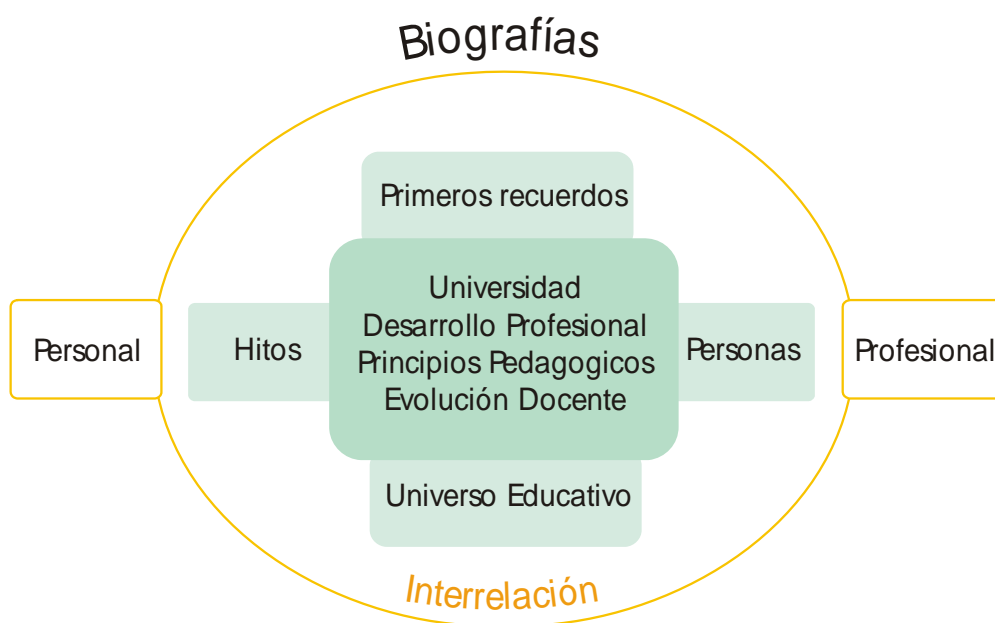 Biografías
Primeros recuerdos
Universidad
Desarrollo Profesional
Principios Pedagogicos
Evolución Docente
Personal
Hitos
Personas
Profesional
Universo Educativo
Interrelación